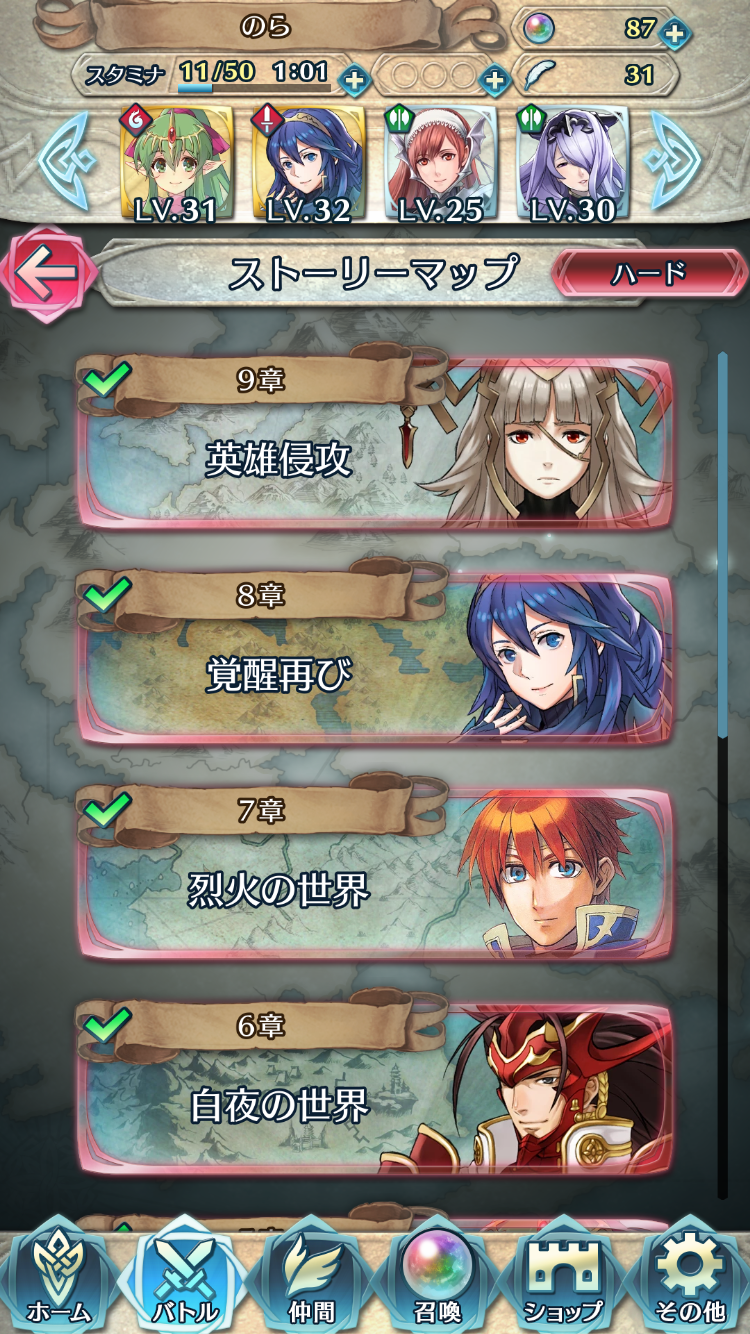 のら
87
スタミナ 11/50 1:01
31
LV.31 LV.32 LV.25 LV.30
ストーリーマップ
ハード
9章
英雄侵攻
8章
覚醒再び
7章
烈火の世界
6章
白夜の世界
ホーム バトル 仲間 召喚 ショップ その他